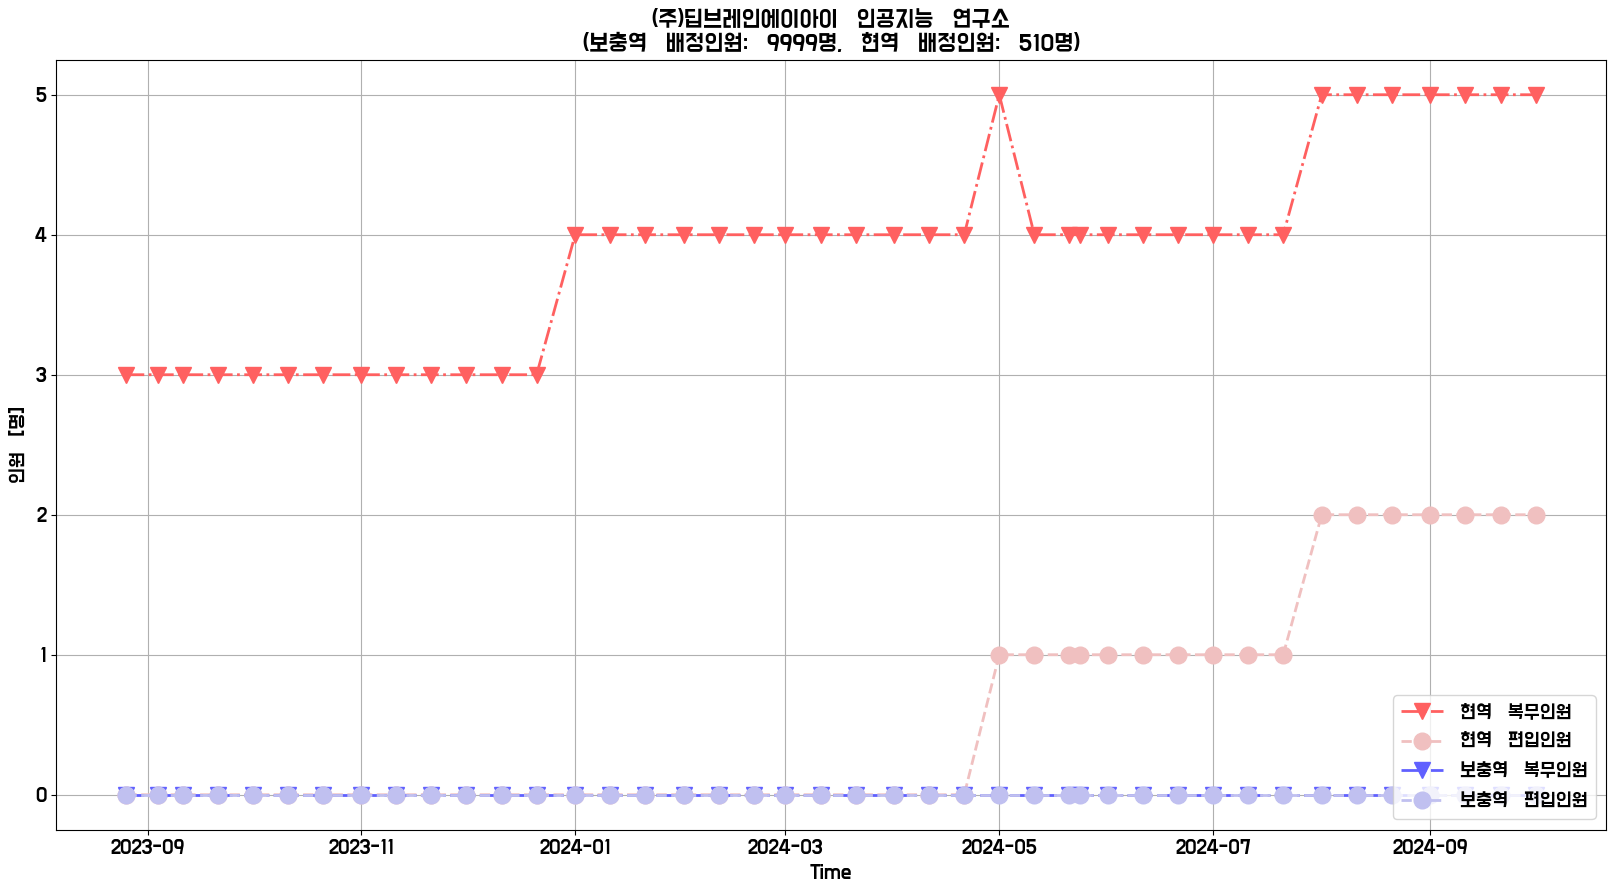 (주)딥브레인에이아이 인공지능 연구소
(보충역 배정인원: 9999명, 현역 배정인원: 510명)
5
4
3
2
1
0
인원 [명]
2023-09
2023-11
2024-01
2024-03
2024-05
2024-07
2024-09
Time
현역 복무인원
현역 편입인원
보충역 복무인원
보충역 편입인원